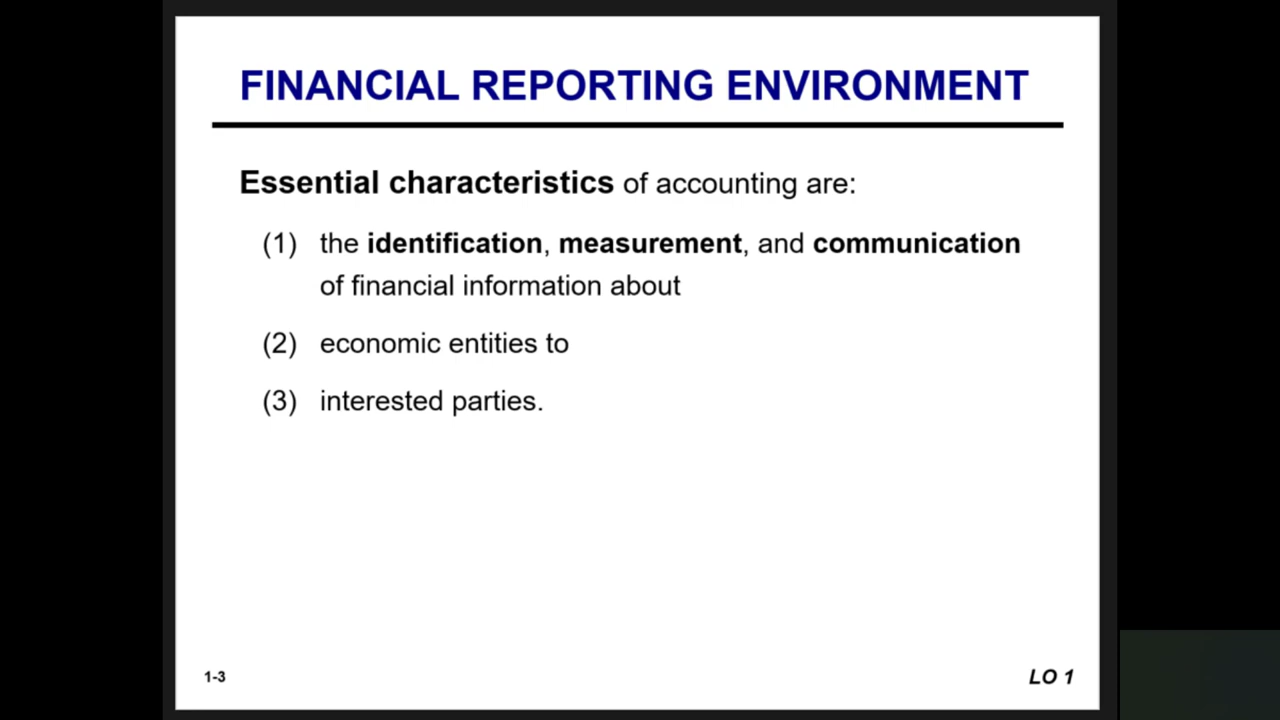 FINANCIAL REPORTING ENVIRONMENT
Essential characteristics of accounting are:
(1) the identification, measurement, and communication
of financial information about
(2) economic entities to
(3) interested parties.
1-3
LO 1